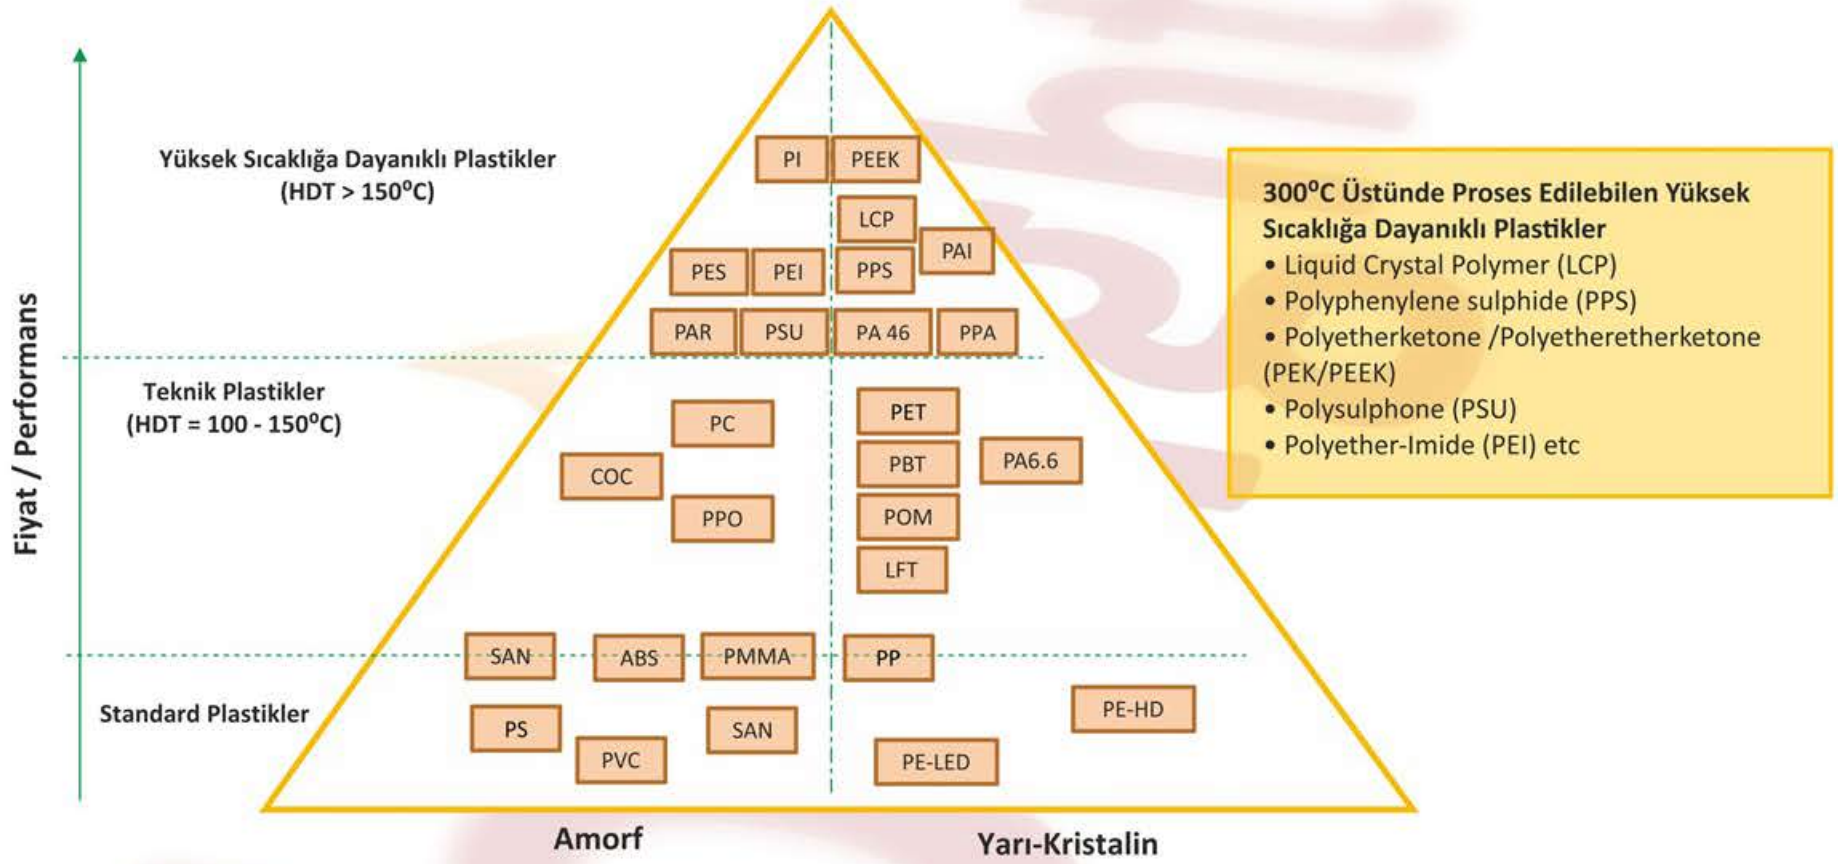 Fiyat / Performans
Yüksek Sıcaklığa Dayanıklı Plastikler
(HDT > 150⁰C)
PI
PEEK
LCP
PAI
PES
PEI
PPS
PAR
PSU
PA 46
PPA
Teknik Plastikler
(HDT = 100 - 150⁰C)
PC
PET
COC
PBT
PA6.6
PPO
POM
LFT
SAN
ABS
PMMA
PP
Standard Plastikler
PS
PVC
SAN
PE-HD
PE-LED
Amorf
Yarı-Kristalin
300⁰C Üstünde Proses Edilebilen Yüksek
Sıcaklığa Dayanıklı Plastikler
• Liquid Crystal Polymer (LCP)
• Polyphenylene sulphide (PPS)
• Polyetherketone /Polyetheretherketone
(PEK/PEEK)
• Polysulphone (PSU)
• Polyether-Imide (PEI) etc